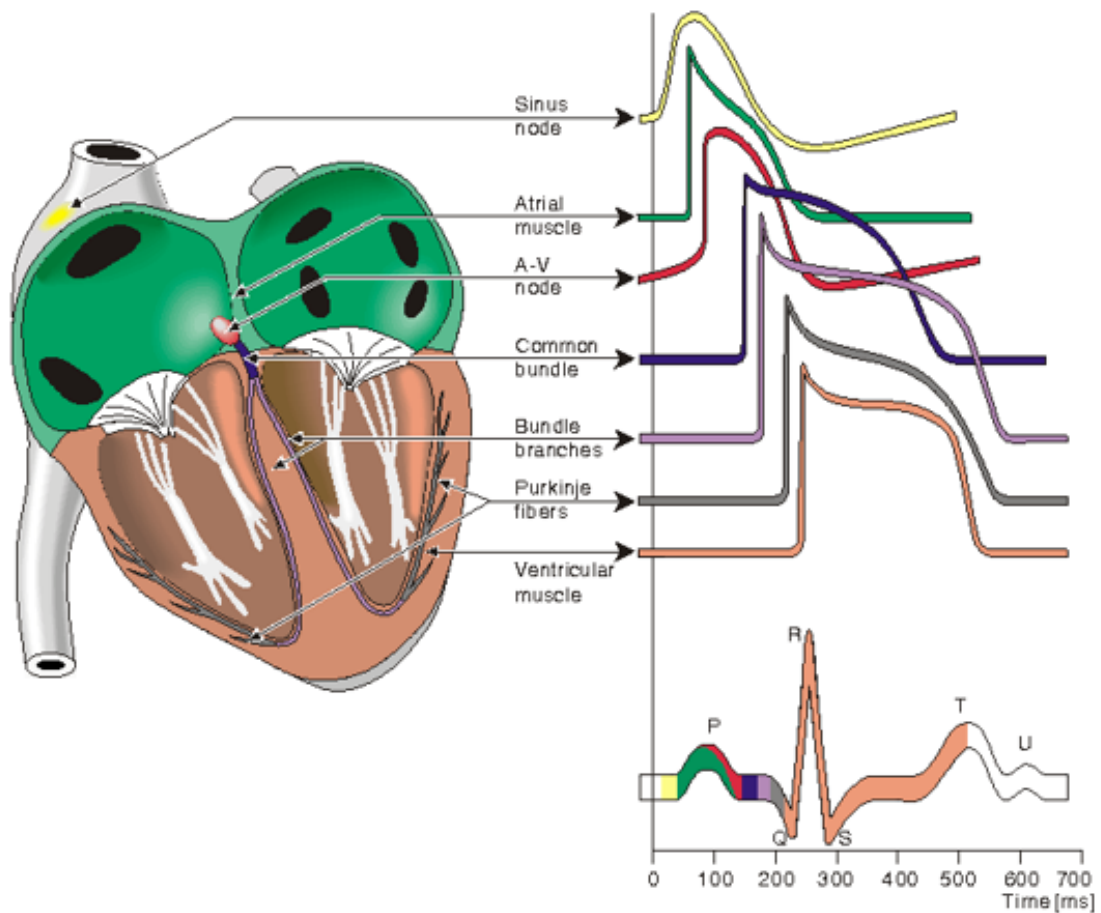 Sinus
node
Atrial
muscle
A-V
node
Common
bundle
Bundle
branches
Purkinje
fibers
Ventricular
muscle
R
P
T
U
Q
S
0 100 200 300 400 500 600 700
Time [ms]